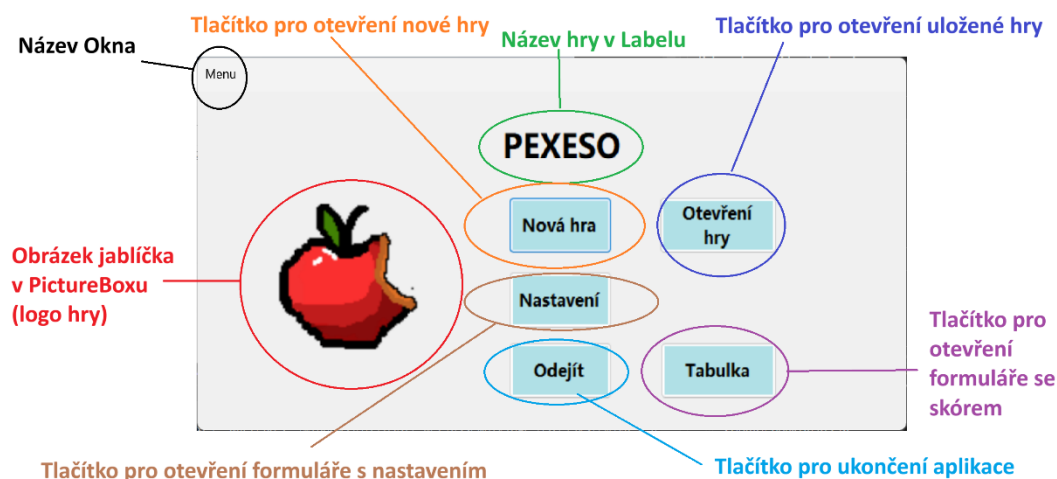 Tlačítko pro otevření nové hry
Název hry v Labelu
Tlačítko pro otevření uložené hry
Název Okna
Menu
PEXESO
Nová hra
Otevření
hry
Obrázek jablíčka
v PictureBoxu
(logo hry)
Nastavení
Tlačítko pro
otevření
formuláře se
skórem
Odejít
Tabulka
Tlačítko pro otevření formuláře s nastavením
Tlačítko pro ukončení aplikace